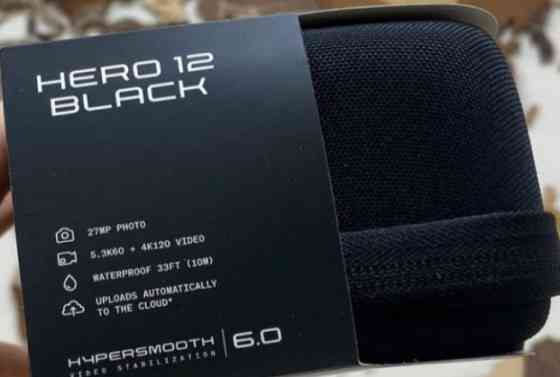 HERO 12
BLACK
27MP PHOTO
5.3K60 + 4K120 VIDEO
WATERPROOF 33FT (10M)
UPLOADS AUTOMATICALLY
TO THE CLOUD*
HYPERSMOOTH 6.0
VIDEO STABILIZATION